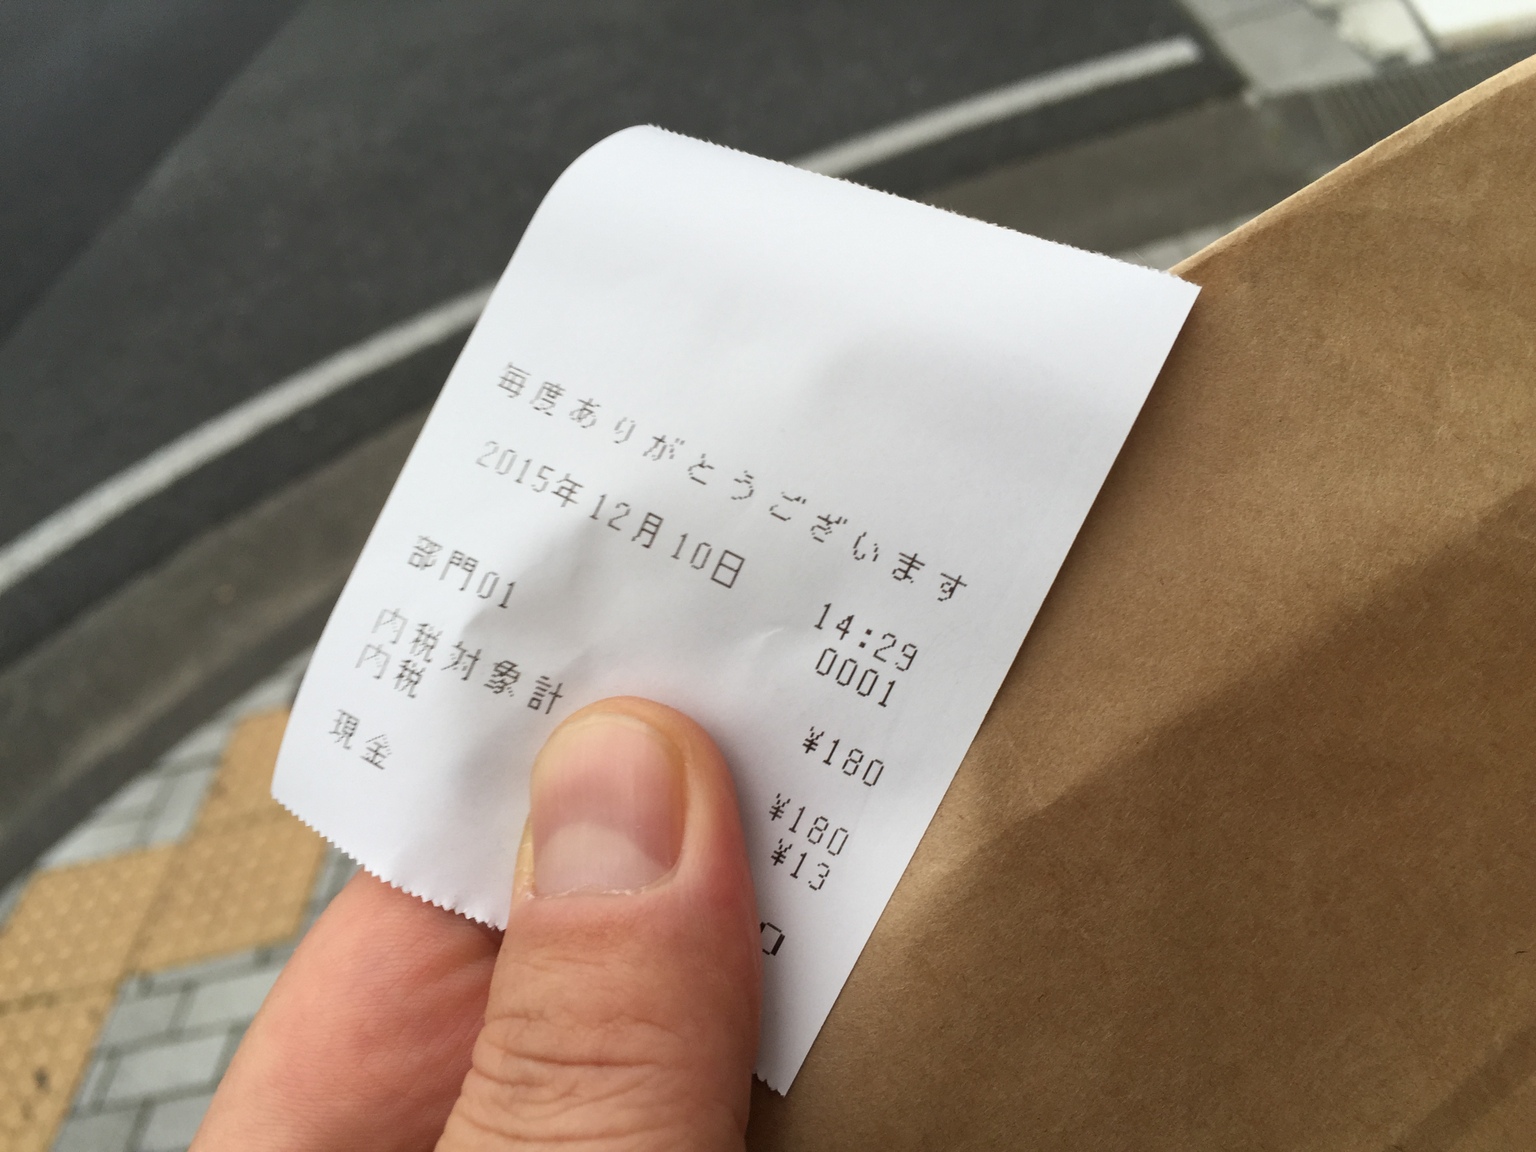 毎度ありがとうございます
2015年12月10日 14:29
0001
部門01 ¥180
内税対象計 ¥180
内税 ¥13
現金